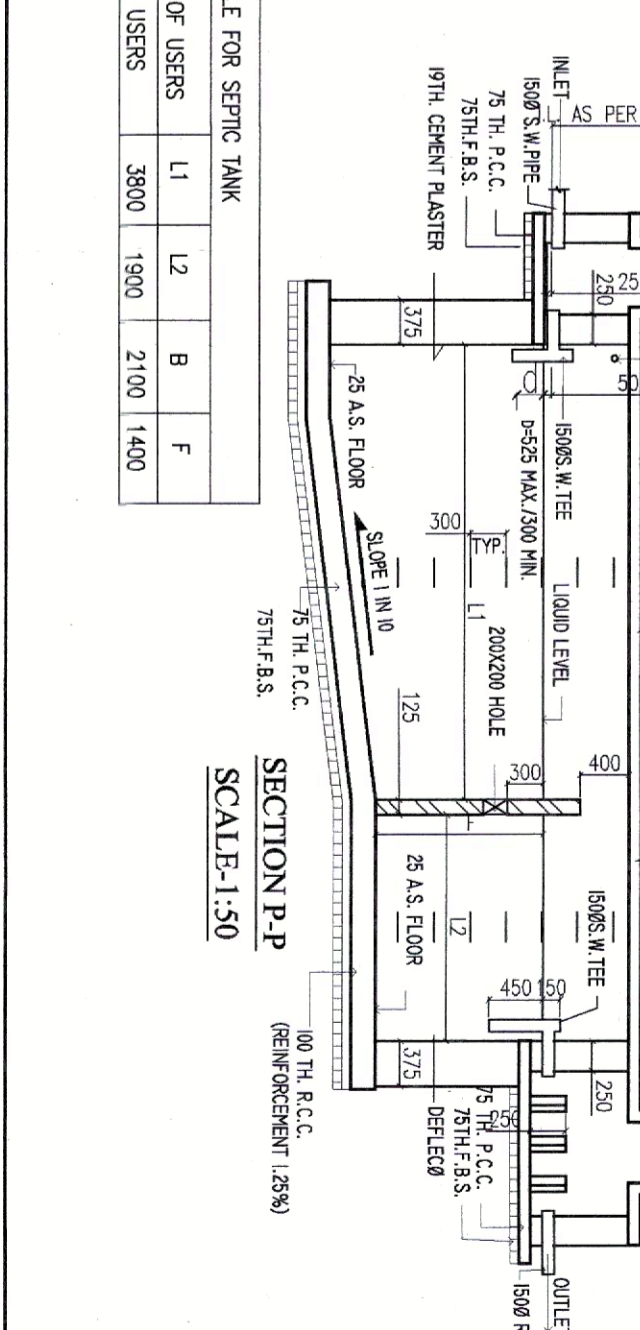 INLET
150Ø S.W.PIPE
75 TH. P.C.C.
75TH.F.B.S.
19TH. CEMENT PLASTER
L AS PER
25
250
50
375
25 A.S. FLOOR
150ØS.W.TEE
D
D=525 MAX./300 MIN.
300
TYP.
SLOPE 1 IN 10
L1
LIQUID LEVEL
200X200 HOLE
75 TH. P.C.C.
75TH.F.B.S.
125
300
400
F
25 A.S. FLOOR
L2
150ØS.W.TEE
450
150
375
250
DEFLECØ
250
75 TH. P.C.C.
75TH.F.B.S.
100 TH. R.C.C.
(REINFORCEMENT 1.25%)
OUTLET
150Ø R
SECTION P-P
SCALE-1:50
LE FOR SEPTIC TANK
OF USERS L1 L2 B F
USERS 3800 1900 2100 1400